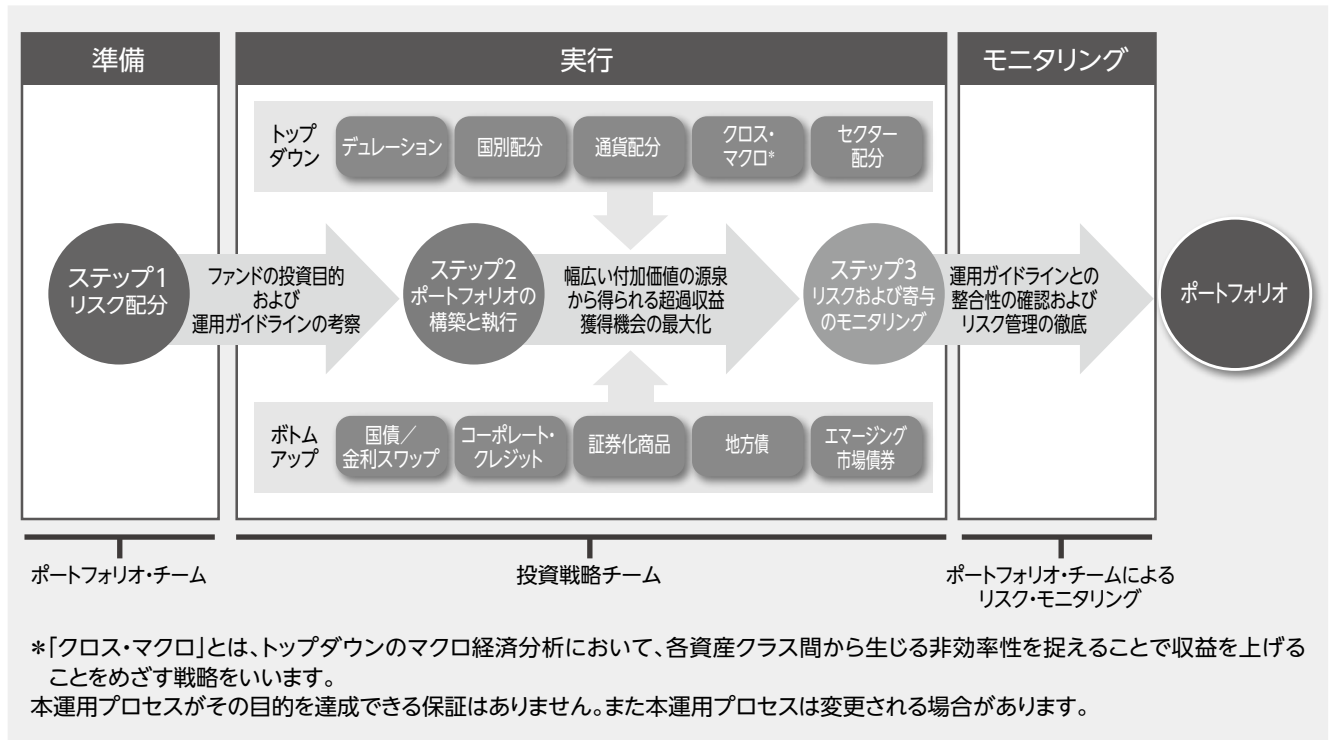 準備
実行
モニタリング
トップ
ダウン
デュレーション
国別配分
通貨配分
クロス・
マクロ*
セクター
配分
ステップ1
リスク配分
ファンドの投資目的
および
運用ガイドラインの考察
ステップ2
ポートフォリオの
構築と執行
幅広い付加価値の源泉
から得られる超過収益
獲得機会の最大化
ステップ3
リスクおよび寄与
のモニタリング
運用ガイドラインとの
整合性の確認および
リスク管理の徹底
ポートフォリオ
ボトム
アップ
国債／
金利スワップ
コーポレート・
クレジット
証券化商品
地方債
エマージング
市場債券
ポートフォリオ・チーム
投資戦略チーム
ポートフォリオ・チームによる
リスク・モニタリング
*「クロス・マクロ」とは、トップダウンのマクロ経済分析において、各資産クラス間から生じる非効率性を捉えることで収益を上げる
ことをめざす戦略をいいます。
本運用プロセスがその目的を達成できる保証はありません。また本運用プロセスは変更される場合があります。